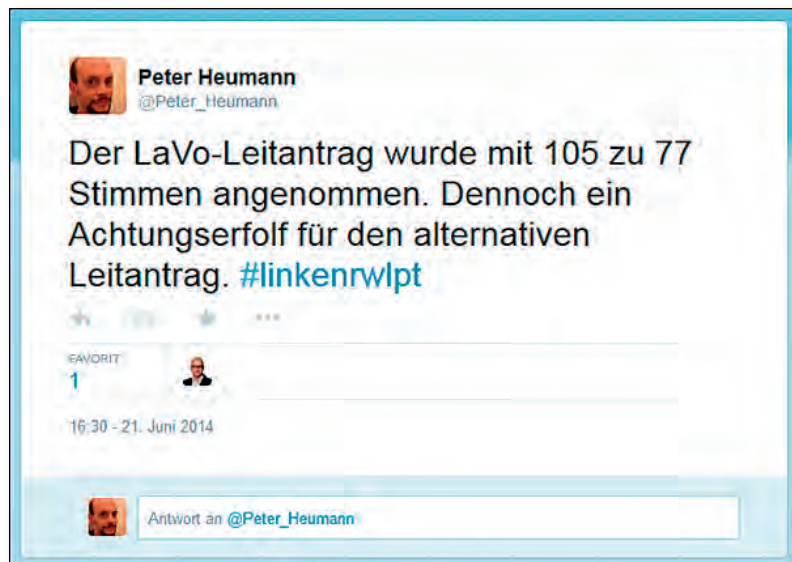 Peter Heumann
@Peter_Heumann
Der LaVo-Leitantrag wurde mit 105 zu 77
Stimmen angenommen. Dennoch ein
Achtungserfolf für den alternativen
Leitantrag. #linkenrwlpt
FAVORIT
1
16:30 - 21. Juni 2014
Antwort an @Peter_Heumann